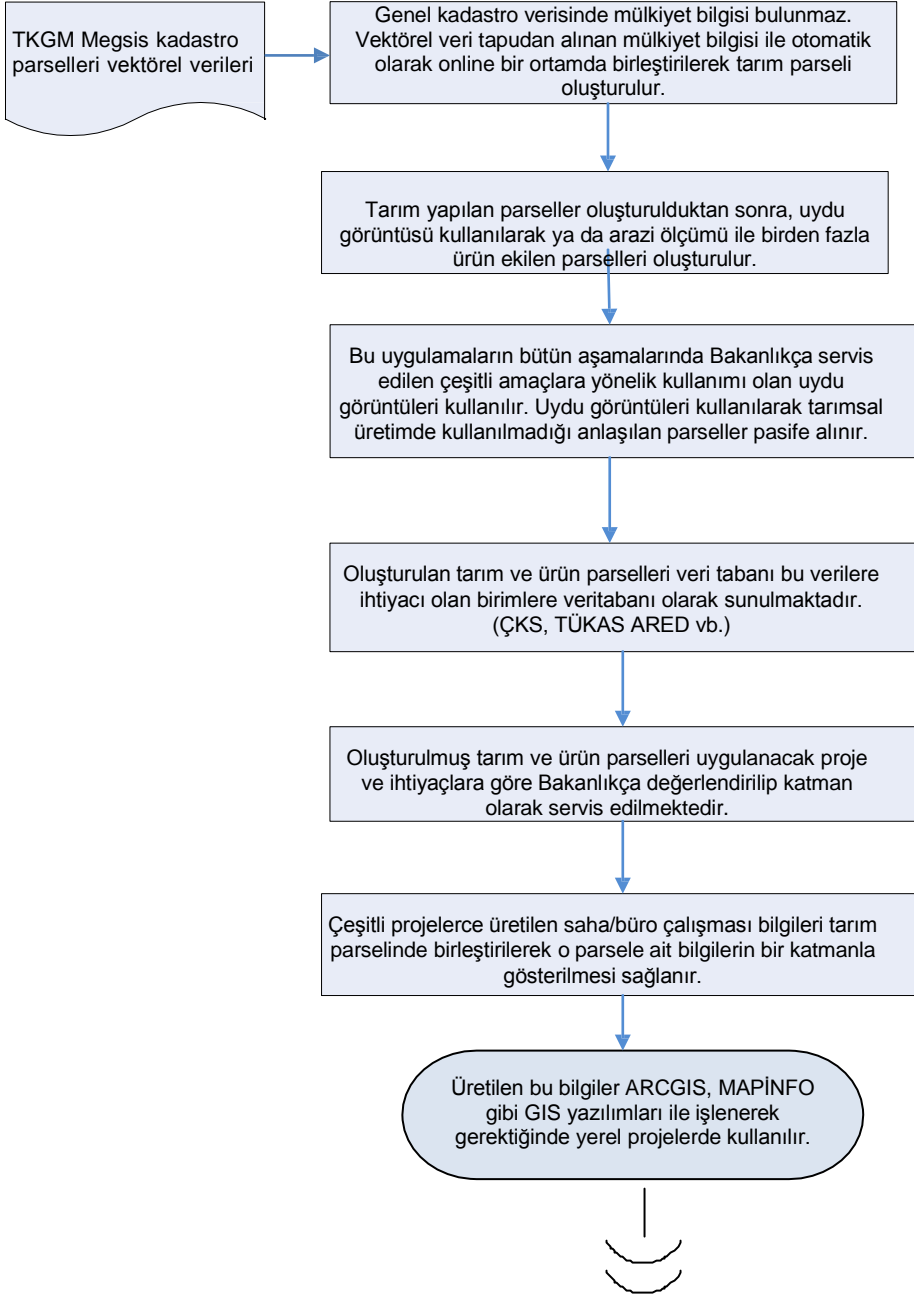 TKGM Megsis kadastro
parselleri vektörel verileri
Genel kadastro verisinde mülkiyet bilgisi bulunmaz.
Vektörel veri tapudan alınan mülkiyet bilgisi ile otomatik
olarak online bir ortamda birleştirilerek tarım parseli
oluşturulur.
Tarım yapılan parseller oluşturulduktan sonra, uydu
görüntüsü kullanılarak ya da arazi ölçümü ile birden fazla
ürün ekilen parselleri oluşturulur.
Bu uygulamaların bütün aşamalarında Bakanlıkça servis
edilen çeşitli amaçlara yönelik kullanımı olan uydu
görüntüleri kullanılır. Uydu görüntüleri kullanılarak tarımsal
üretimde kullanılmadığı anlaşılan parseller pasife alınır.
Oluşturulan tarım ve ürün parselleri veri tabanı bu verilere
ihtiyacı olan birimlere veritabanı olarak sunulmaktadır.
(ÇKS, TÜKAS ARED vb.)
Oluşturulmuş tarım ve ürün parselleri uygulanacak proje
ve ihtiyaçlara göre Bakanlıkça değerlendirilip katman
olarak servis edilmektedir.
Çeşitli projelerce üretilen saha/büro çalışması bilgileri tarım
parselinde birleştirilerek o parsele ait bilgilerin bir katmanla
gösterilmesi sağlanır.
Üretilen bu bilgiler ARCGIS, MAPİNFO
gibi GIS yazılımları ile işlenerek
gerektiğinde yerel projelerde kullanılır.